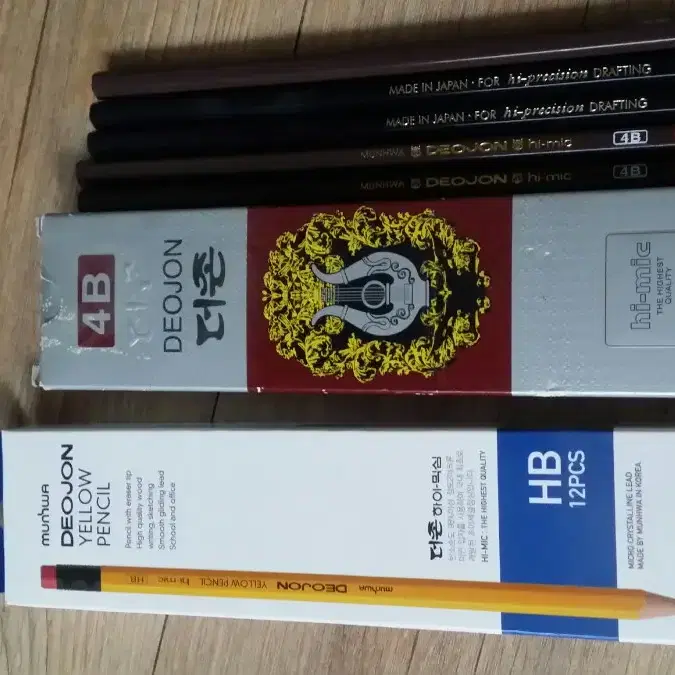 MADE IN JAPAN · FOR hi-precision DRAFTING
MADE IN JAPAN · FOR hi-precision DRAFTING
MUNHWA DEOJON hi-mic 4B
MUNHWA DEOJON hi-mic 4B
4B
DEOJON
더존
hi-mic
THE HIGHEST
QUALITY
munhwa
DEOJON
YELLOW
PENCIL
Pencil with eraser tip
High quality wood
writing, sketching
Smooth gliding lead
School and office
더존 하이-믹심
HI-MIC : THE HIGHEST QUALITY
HB
12PCS
MICRO CRYSTALLINE LEAD
MADE BY MUNHWA IN KOREA
munhwa DEOJON YELLOW PENCIL hi-mic HB